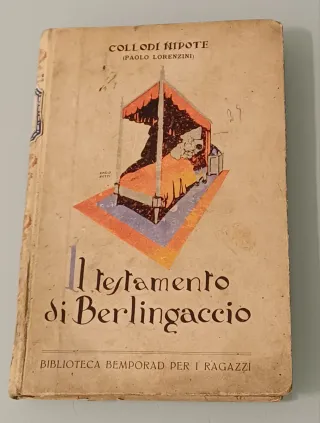 COLLODI NIPOTE
(PAOLO LORENZINI)
Il testamento
di Berlingaccio
BIBLIOTECA BEMPORAD PER I RAGAZZI